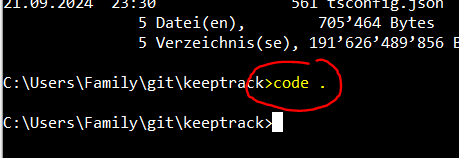 21.09.2024 23:30 561 tsconfig.json
5 Datei(en), 705’464 Bytes
5 Verzeichnis(se), 191’626’489’856 B
C:\Users\Family\git\keeptrack>code .
C:\Users\Family\git\keeptrack>